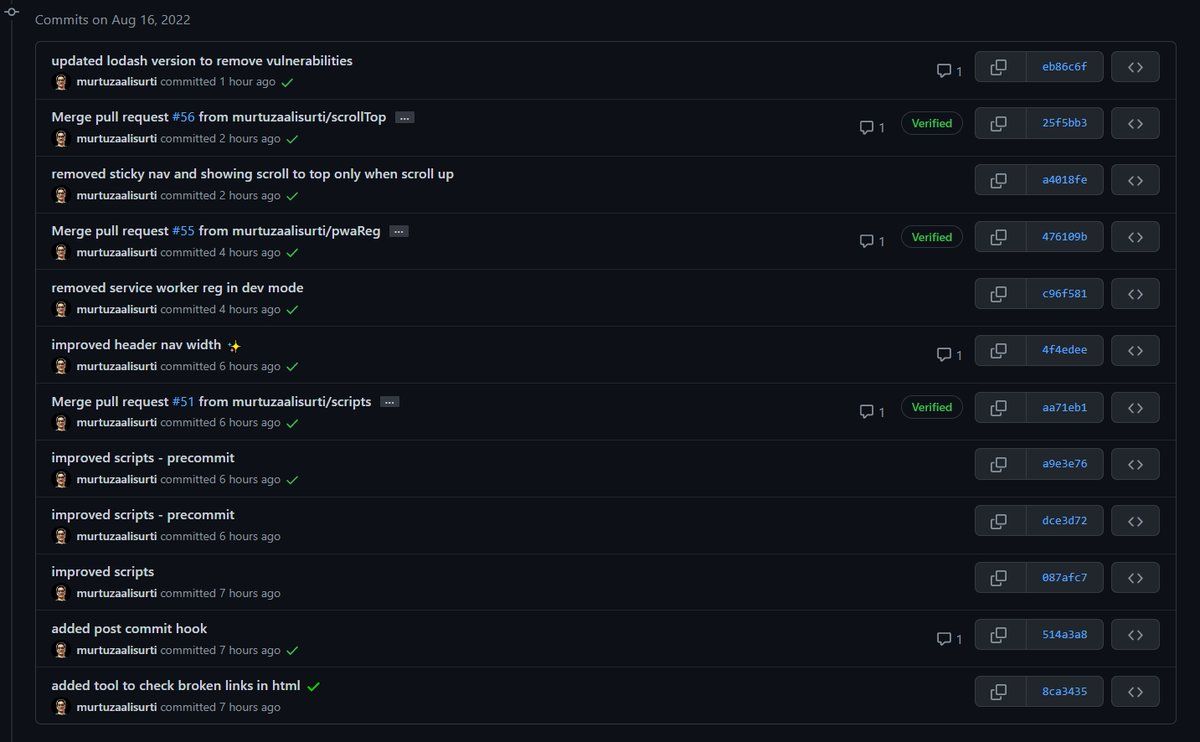 Commits on Aug 16, 2022
updated lodash version to remove vulnerabilities
1
eb86c6f
murtuzaalisurti committed 1 hour ago
Merge pull request #56 from murtuzaalisurti/scrollTop ...
1
Verified
25f5bb3
murtuzaalisurti committed 2 hours ago
removed sticky nav and showing scroll to top only when scroll up
a4018fe
murtuzaalisurti committed 2 hours ago
Merge pull request #55 from murtuzaalisurti/pwaReg ...
1
Verified
476109b
murtuzaalisurti committed 4 hours ago
removed service worker reg in dev mode
c96f581
murtuzaalisurti committed 4 hours ago
improved header nav width ✨
1
4f4edee
murtuzaalisurti committed 6 hours ago
Merge pull request #51 from murtuzaalisurti/scripts ...
1
Verified
aa71eb1
murtuzaalisurti committed 6 hours ago
improved scripts - precommit
a9e3e76
murtuzaalisurti committed 6 hours ago
improved scripts - precommit
dce3d72
murtuzaalisurti committed 6 hours ago
improved scripts
087afc7
murtuzaalisurti committed 7 hours ago
added post commit hook
1
514a3a8
murtuzaalisurti committed 7 hours ago
added tool to check broken links in html
8ca3435
murtuzaalisurti committed 7 hours ago